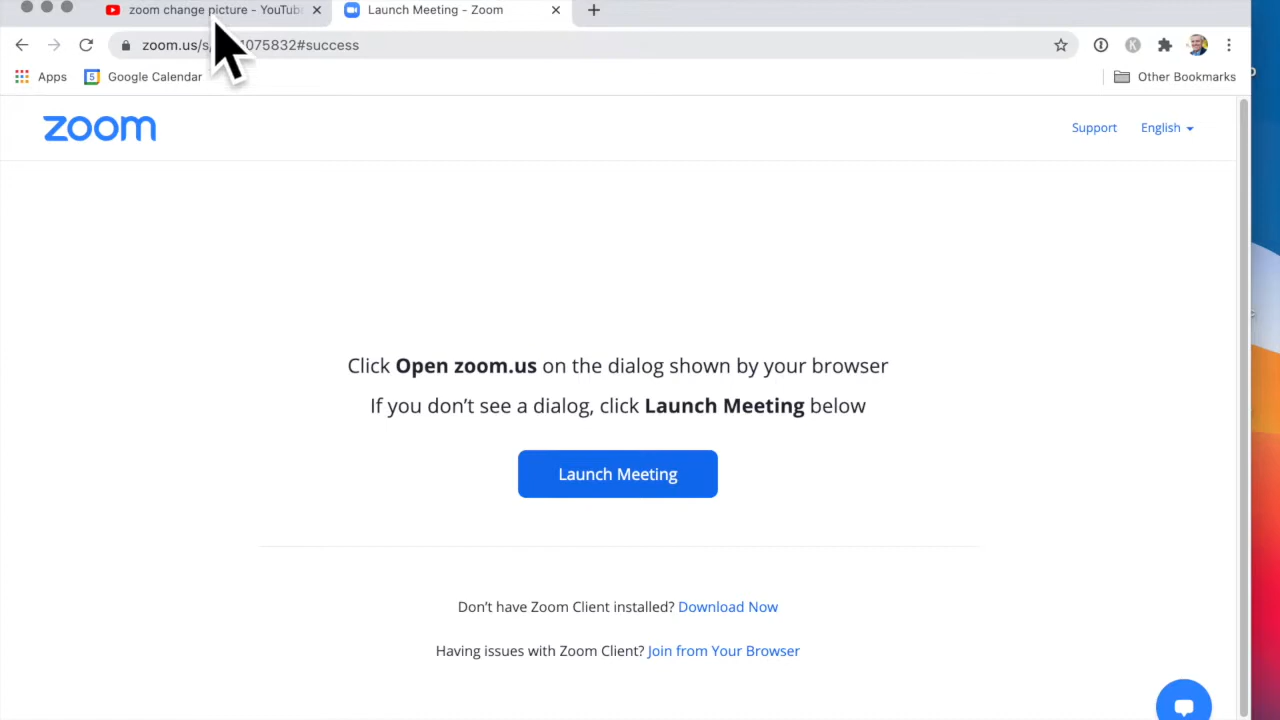 zoom change picture - YouTub
Launch Meeting - Zoom
zoom.us/s/ 1075832#success
Apps
5
Google Calendar
Other Bookmarks
zoom
Support
English
Click Open zoom.us on the dialog shown by your browser
If you don’t see a dialog, click Launch Meeting below
Launch Meeting
Don’t have Zoom Client installed? Download Now
Having issues with Zoom Client? Join from Your Browser